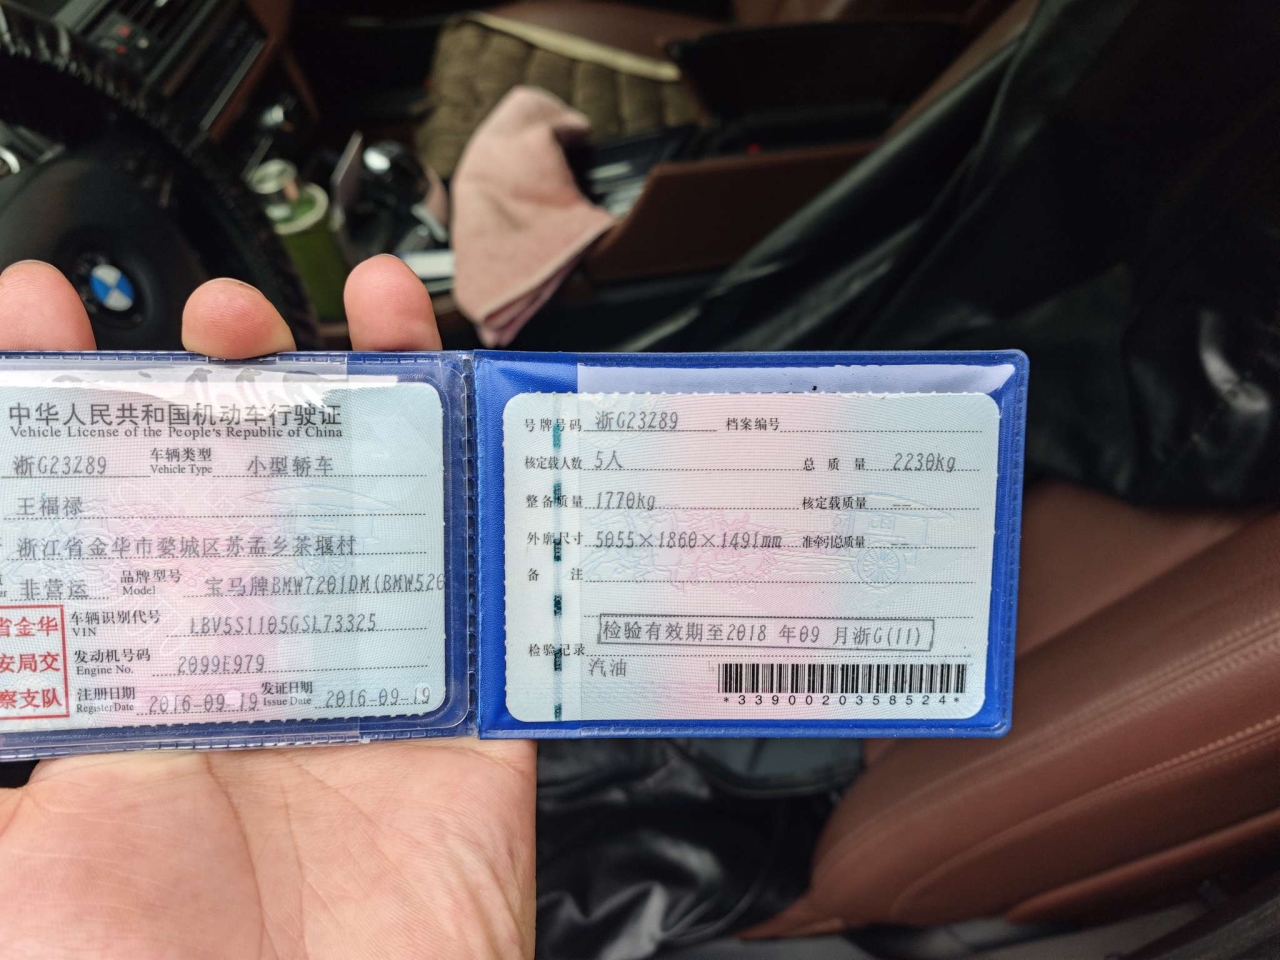 中华人民共和国机动车行驶证
Vehicle License of the People's Republic of China
浙G23Z89 车辆类型 Vehicle Type 小型轿车
王福禄
浙江省金华市婺城区苏孟乡茶堰村
非营运 品牌型号 Model 宝马牌BMW7201DM(BMW520
省金华
安局交
察支队
车辆识别代号 VIN LBV5S1105GSL73325
发动机号码 Engine No. 2099E979
注册日期 Register Date 2016-09-19 发证日期 Issue Date 2016-09-19
号牌号码 浙G23Z89 档案编号
核定载人数 5人 总质量 2230kg
整备质量 1770kg 核定载质量 --
外廓尺寸 5055×1860×1491mm 准牵引总质量 --
备注
检验有效期至2018 年09 月浙G(11)
检验记录
汽油
*3390020358524*